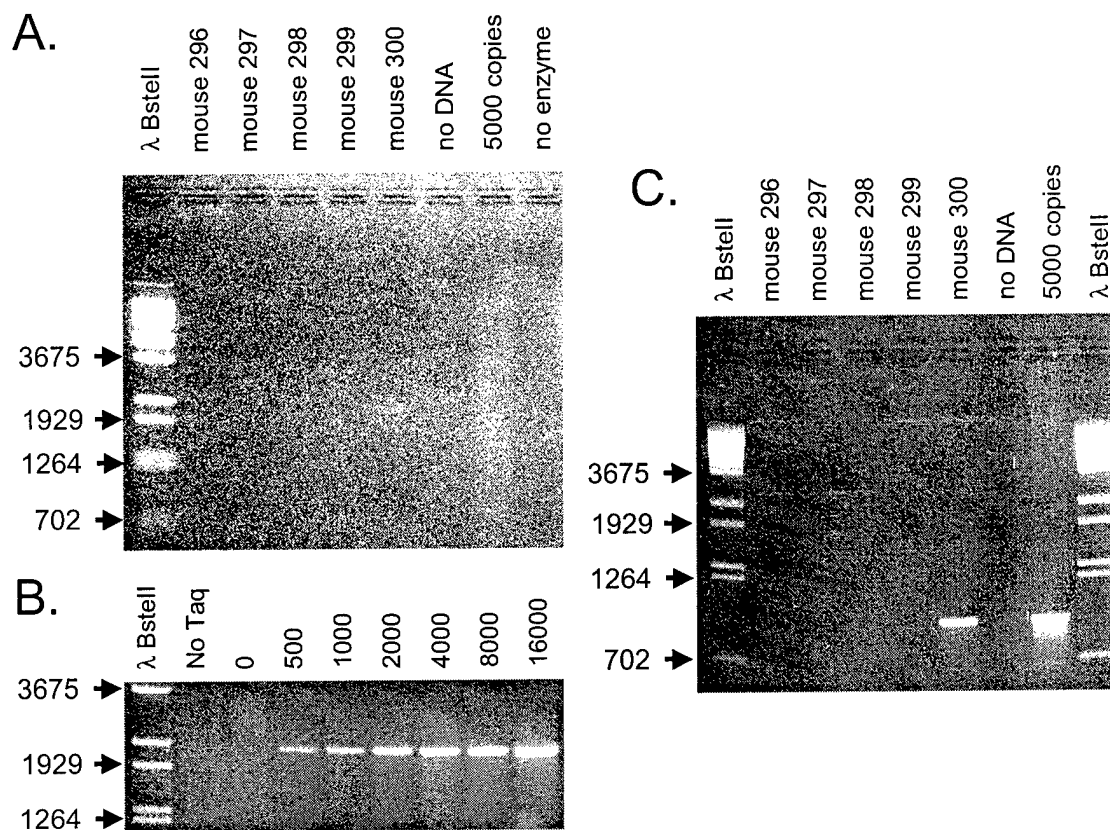 A.
λ BsteII
mouse 296
mouse 297
mouse 298
mouse 299
mouse 300
no DNA
5000 copies
no enzyme
3675
1929
1264
702
B.
λ BsteII
No Taq
0
500
1000
2000
4000
8000
16000
3675
1929
1264
C.
λ BsteII
mouse 296
mouse 297
mouse 298
mouse 299
mouse 300
no DNA
5000 copies
λ BsteII
3675
1929
1264
702